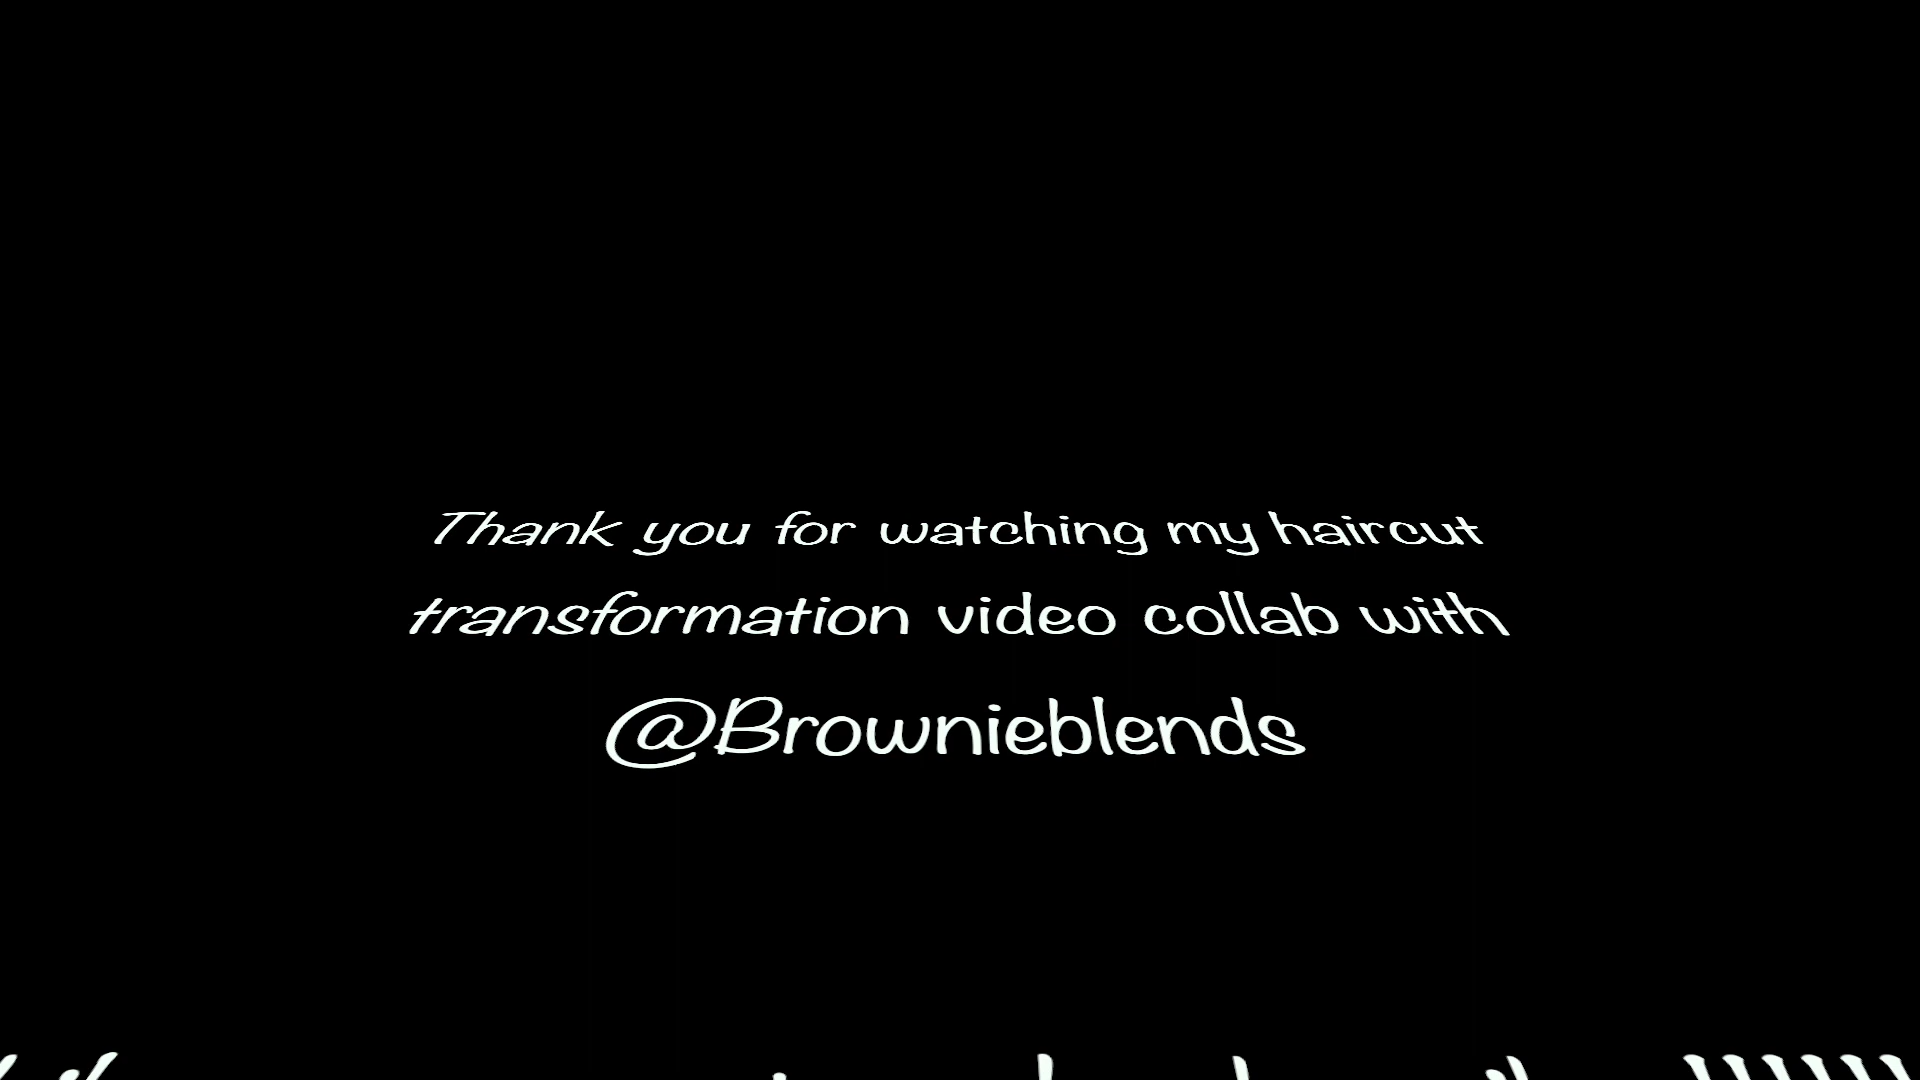 Thank you for watching my haircut
transformation video collab with
@Brownieblends